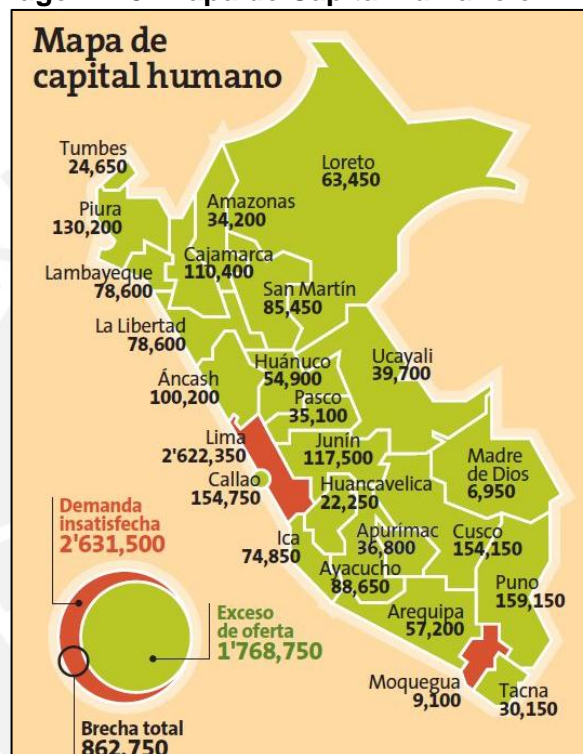 Mapa de
capital humano
Tumbes
24,650
Loreto
63,450
Piura
130,200
Amazonas
34,200
Cajamarca
110,400
Lambayeque
78,600
San Martín
85,450
La Libertad
78,600
Huánuco
54,900
Ucayali
39,700
Áncash
100,200
Pasco
35,100
Lima
2'622,350
Junín
117,500
Madre
de Dios
6,950
Callao
154,750
Huancavelica
22,250
Ica
74,850
Apurímac
36,800
Cusco
154,150
Ayacucho
88,650
Puno
159,150
Arequipa
57,200
Moquegua
9,100
Tacna
30,150
Demanda
insatisfecha
2'631,500
Exceso
de oferta
1'768,750
Brecha total
862,750